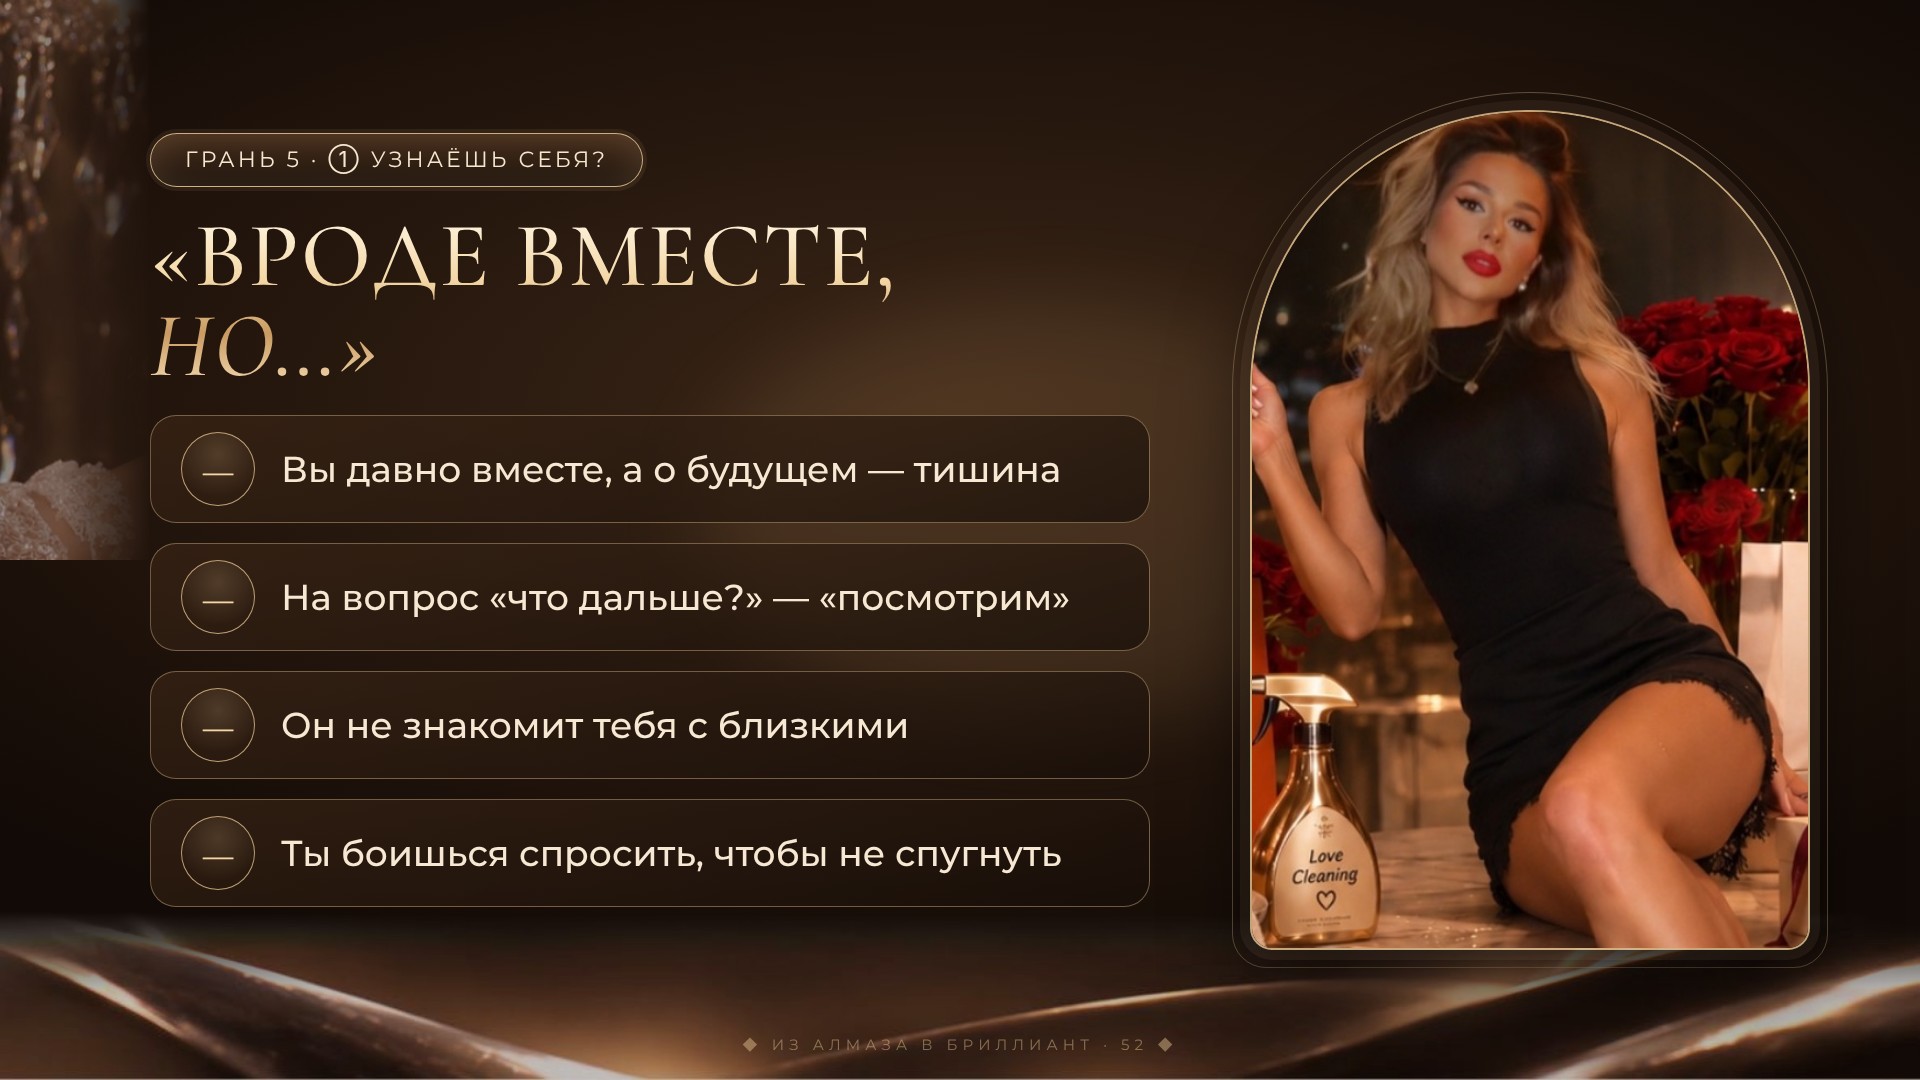 ГРАНЬ 5 · ① УЗНАЁШЬ СЕБЯ?
«ВРОДЕ ВМЕСТЕ,
НО...»
— Вы давно вместе, а о будущем — тишина
— На вопрос «что дальше?» — «посмотрим»
— Он не знакомит тебя с близкими
— Ты боишься спросить, чтобы не спугнуть
Love
Cleaning
◆ ИЗ АЛМАЗА В БРИЛЛИАНТ · 52 ◆